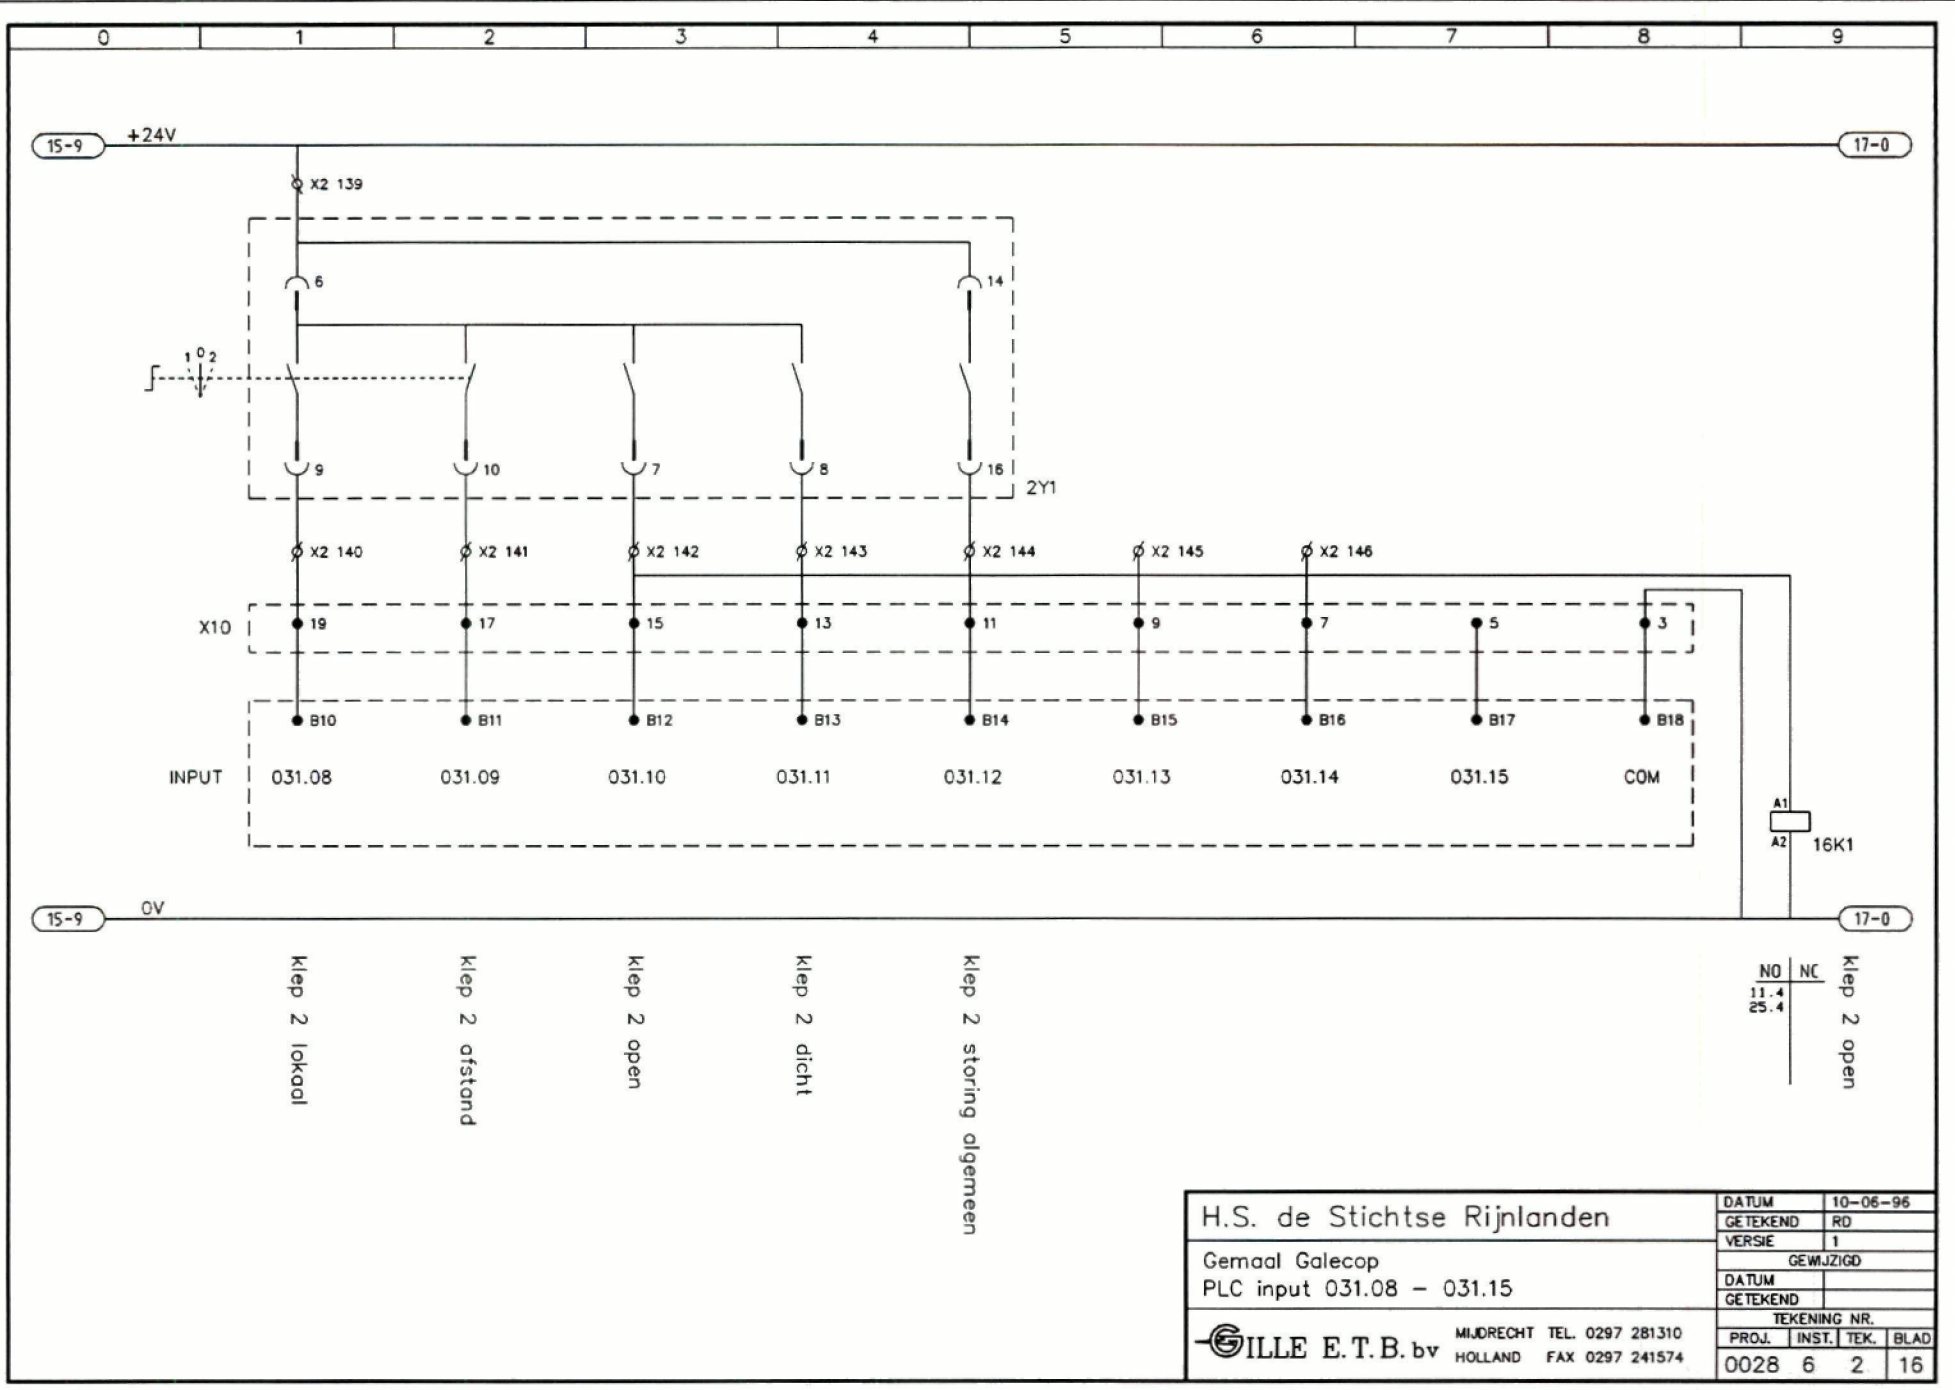 0 1 2 3 4 5 6 7 8 9
15-9 +24V 17-0
X2 139
6 14
1 0 2
9 10 7 8 16
2Y1
X2 140 X2 141 X2 142 X2 143 X2 144 X2 145 X2 146
X10 19 17 15 13 11 9 7 5 3
B10 B11 B12 B13 B14 B15 B16 B17 B18
INPUT 031.08 031.09 031.10 031.11 031.12 031.13 031.14 031.15 COM
A1
A2 16K1
15-9 0V 17-0
klep 2 lokaal
klep 2 afstand
klep 2 open
klep 2 dicht
klep 2 storing algemeen
NO NC
11.4
25.4
klep 2 open
H.S. de Stichtse Rijnlanden
Gemaal Galecop
PLC input 031.08 - 031.15
GILLE E.T.B. bv
MIJDRECHT TEL. 0297 281310
HOLLAND FAX 0297 241574
DATUM 10-06-96
GETEKEND RD
VERSIE 1
GEWIJZIGD
DATUM
GETEKEND
TEKENING NR.
PROJ. INST. TEK. BLAD
0028 6 2 16